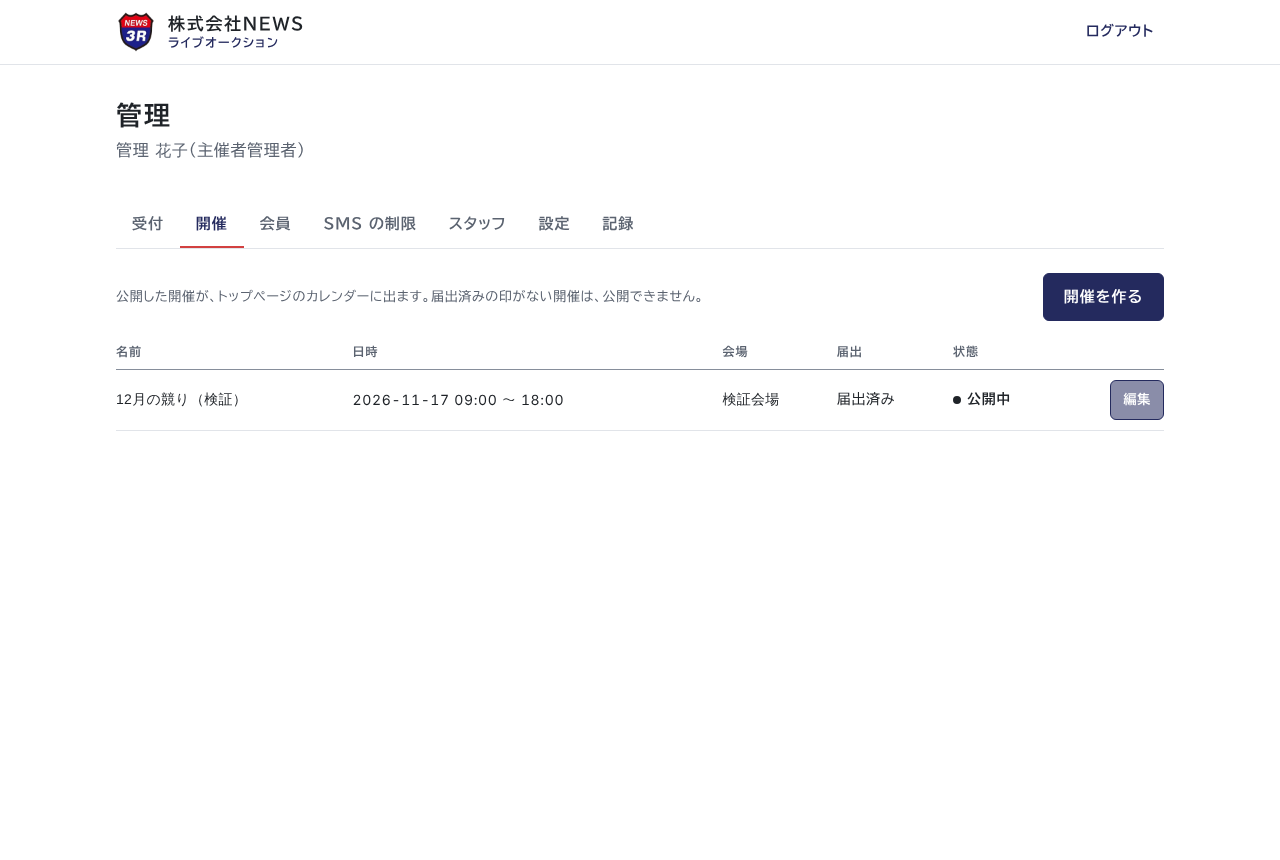 NEWS
3R
株式会社NEWS
ライブオークション
ログアウト
管理
管理 花子(主催者管理者)
受付 開催 会員 SMS の制限 スタッフ 設定 記録
公開した開催が、トップページのカレンダーに出ます。届出済みの印がない開催は、公開できません。
開催を作る
名前 日時 会場 届出 状態
12月の競り（検証） 2026-11-17 09:00 〜 18:00 検証会場 届出済み 公開中 編集